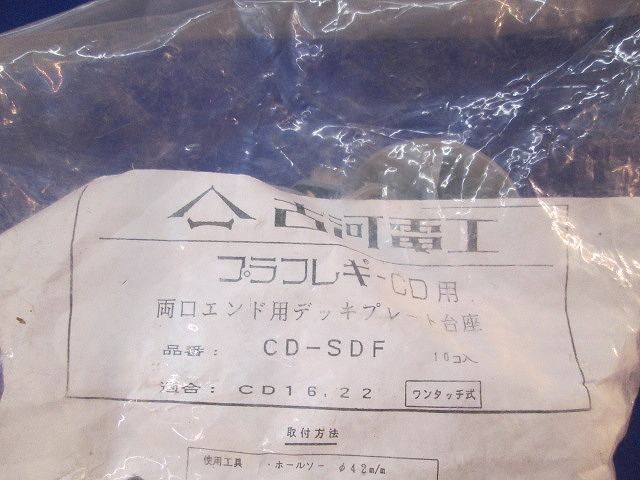 古河電工
プラフレキ-CD用
両口エンド用デッキプレート台座
品番: CD-SDF 10コ入
適合: CD16,22 ワンタッチ式
取付方法
使用工具 ・ホールソー φ42m/m